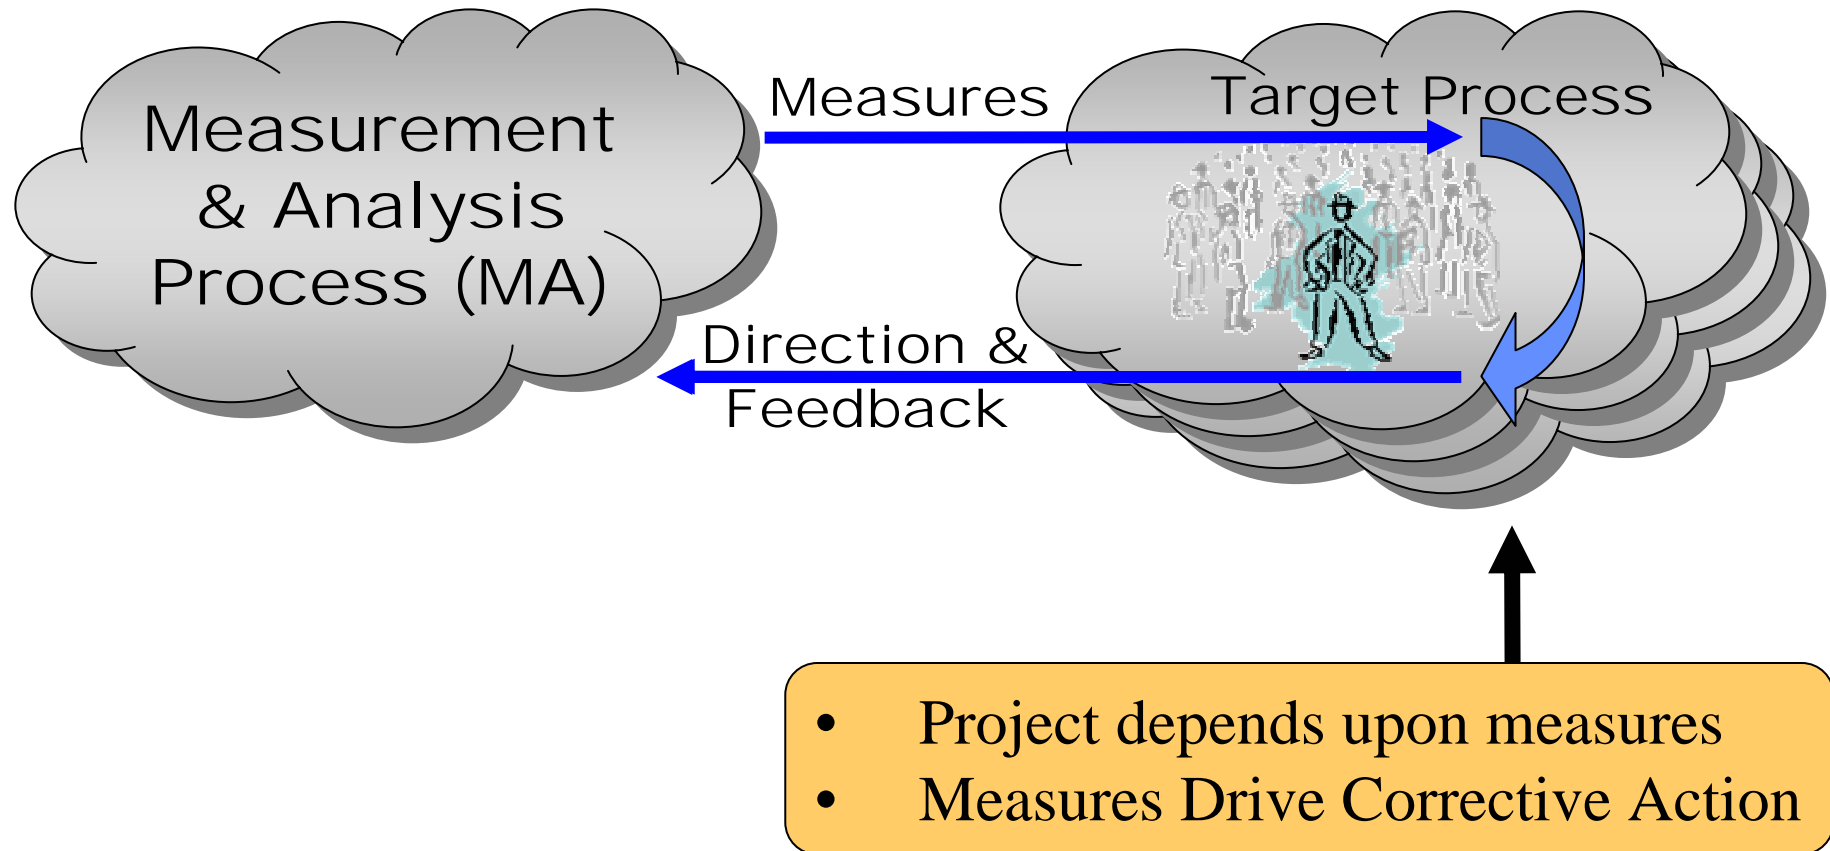 Measurement
& Analysis
Process (MA)
Measures
Target Process
Direction &
Feedback
• Project depends upon measures
• Measures Drive Corrective Action